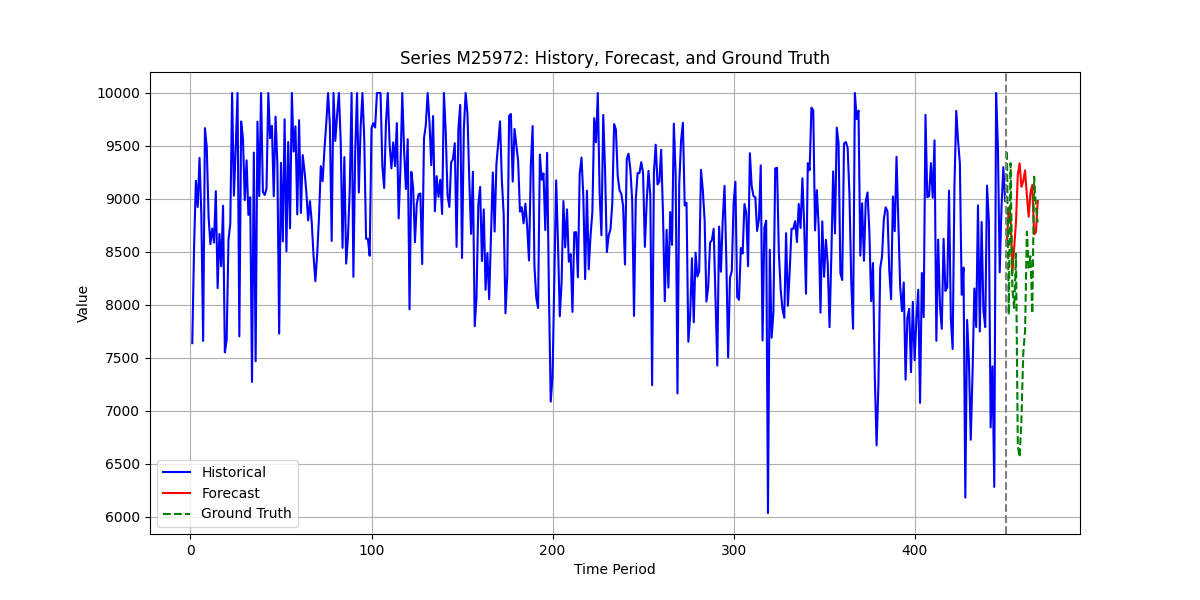 Series M25972: History, Forecast, and Ground Truth
10000
9500
9000
8500
8000
7500
7000
6500
6000
Value
Historical
Forecast
Ground Truth
0 100 200 300 400
Time Period